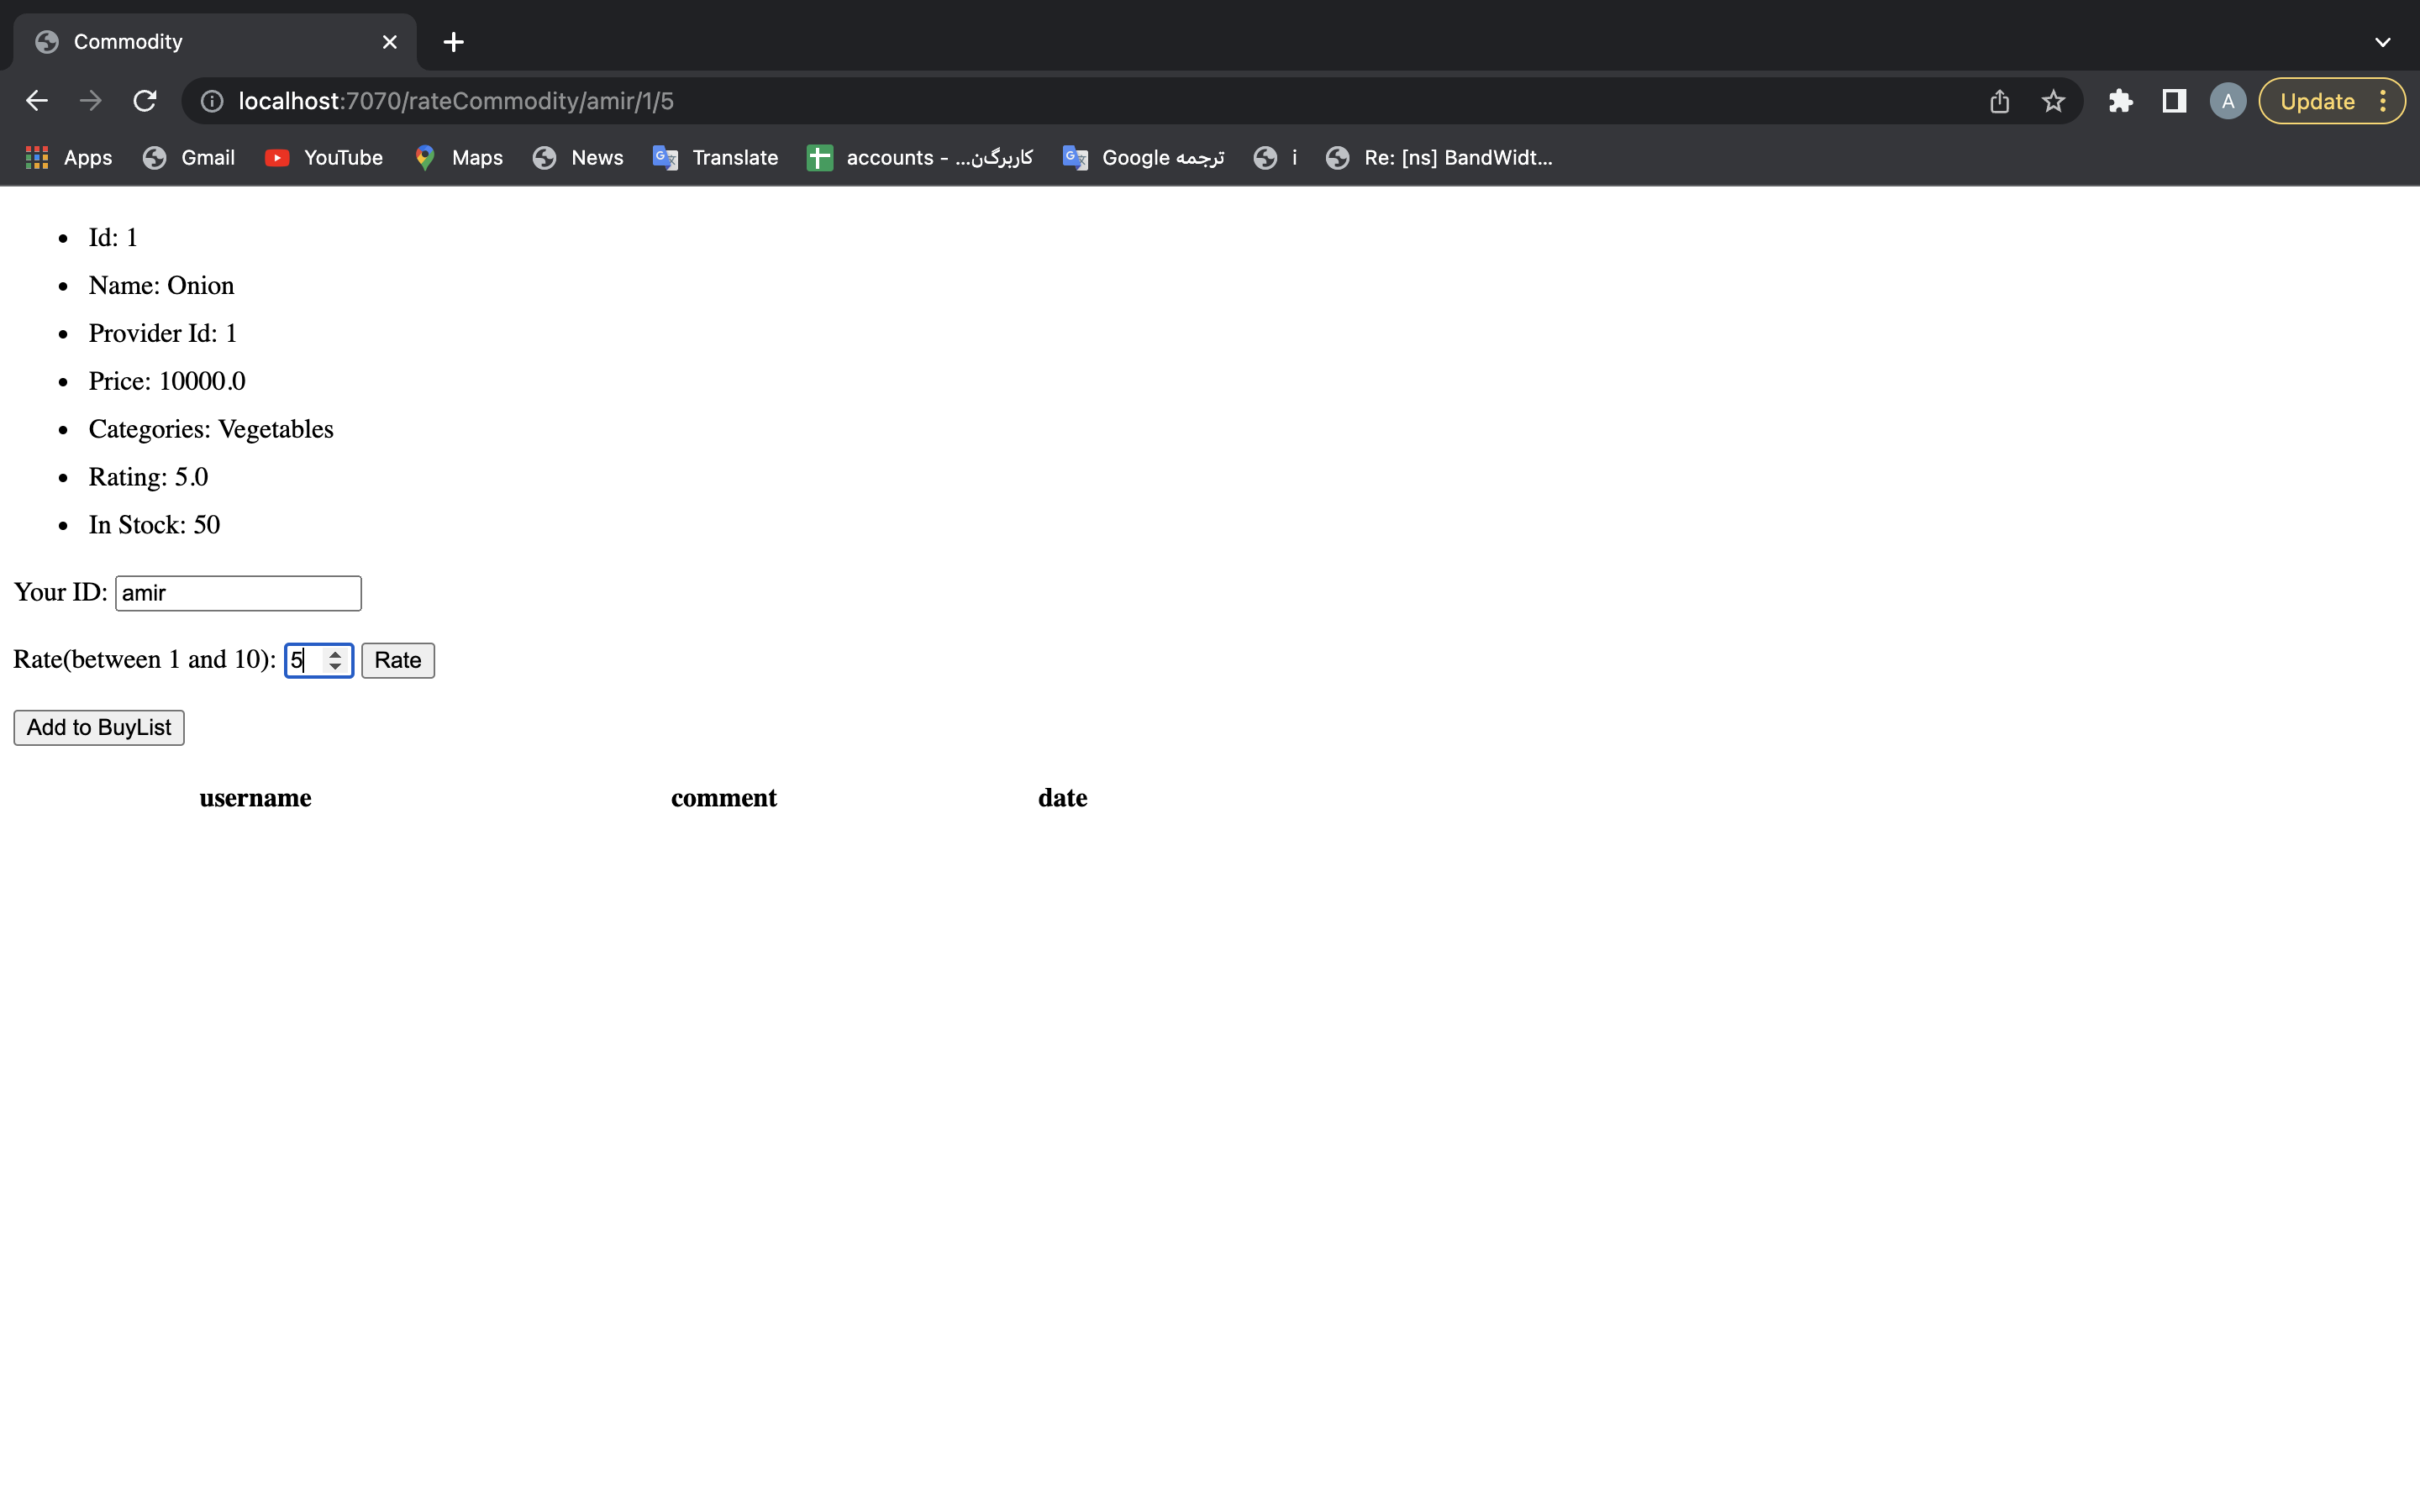 Commodity
localhost:7070/rateCommodity/amir/1/5
A
Update
Apps Gmail YouTube Maps News Translate accounts - ...کاربرگ‌ن Google ترجمه i Re: [ns] BandWidt...
Id: 1
Name: Onion
Provider Id: 1
Price: 10000.0
Categories: Vegetables
Rating: 5.0
In Stock: 50
Your ID: amir
Rate(between 1 and 10): 5 Rate
Add to BuyList
username comment date